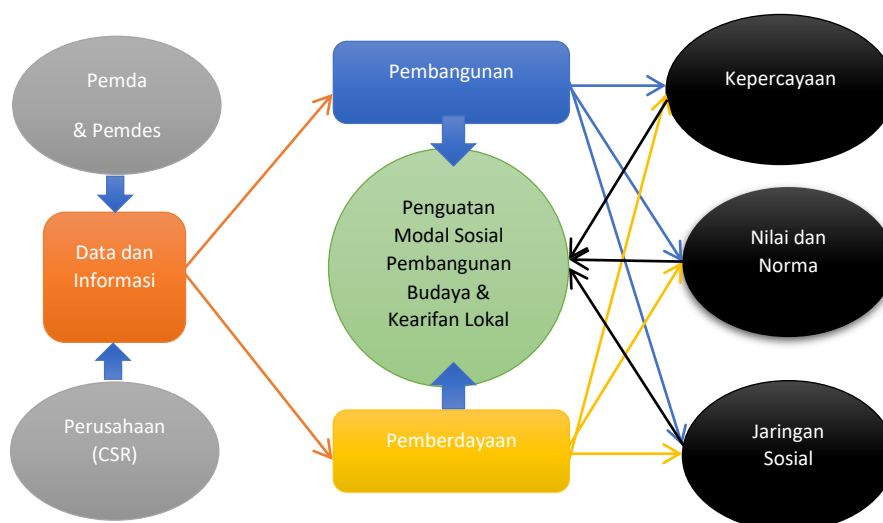 Pemda
& Pemdes
Data dan
Informasi
Perusahaan
(CSR)
Pembangunan
Penguatan
Modal Sosial
Pembangunan
Budaya &
Kearifan Lokal
Pemberdayaan
Kepercayaan
Nilai dan
Norma
Jaringan
Sosial